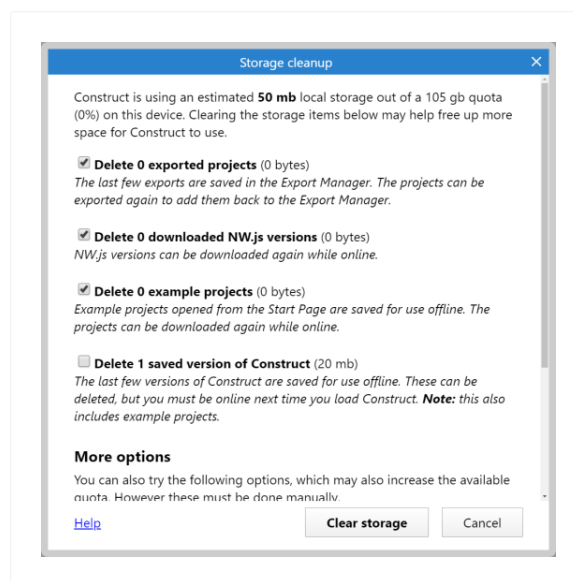 Storage cleanup
Construct is using an estimated 50 mb local storage out of a 105 gb quota
(0%) on this device. Clearing the storage items below may help free up more
space for Construct to use.
Delete 0 exported projects (0 bytes)
The last few exports are saved in the Export Manager. The projects can be
exported again to add them back to the Export Manager.
Delete 0 downloaded NW.js versions (0 bytes)
NW.js versions can be downloaded again while online.
Delete 0 example projects (0 bytes)
Example projects opened from the Start Page are saved for use offline. The
projects can be downloaded again while online.
Delete 1 saved version of Construct (20 mb)
The last few versions of Construct are saved for use offline. These can be
deleted, but you must be online next time you load Construct. Note: this also
includes example projects.
More options
You can also try the following options, which may also increase the available
quota. However these must be done manually.
Help
Clear storage
Cancel